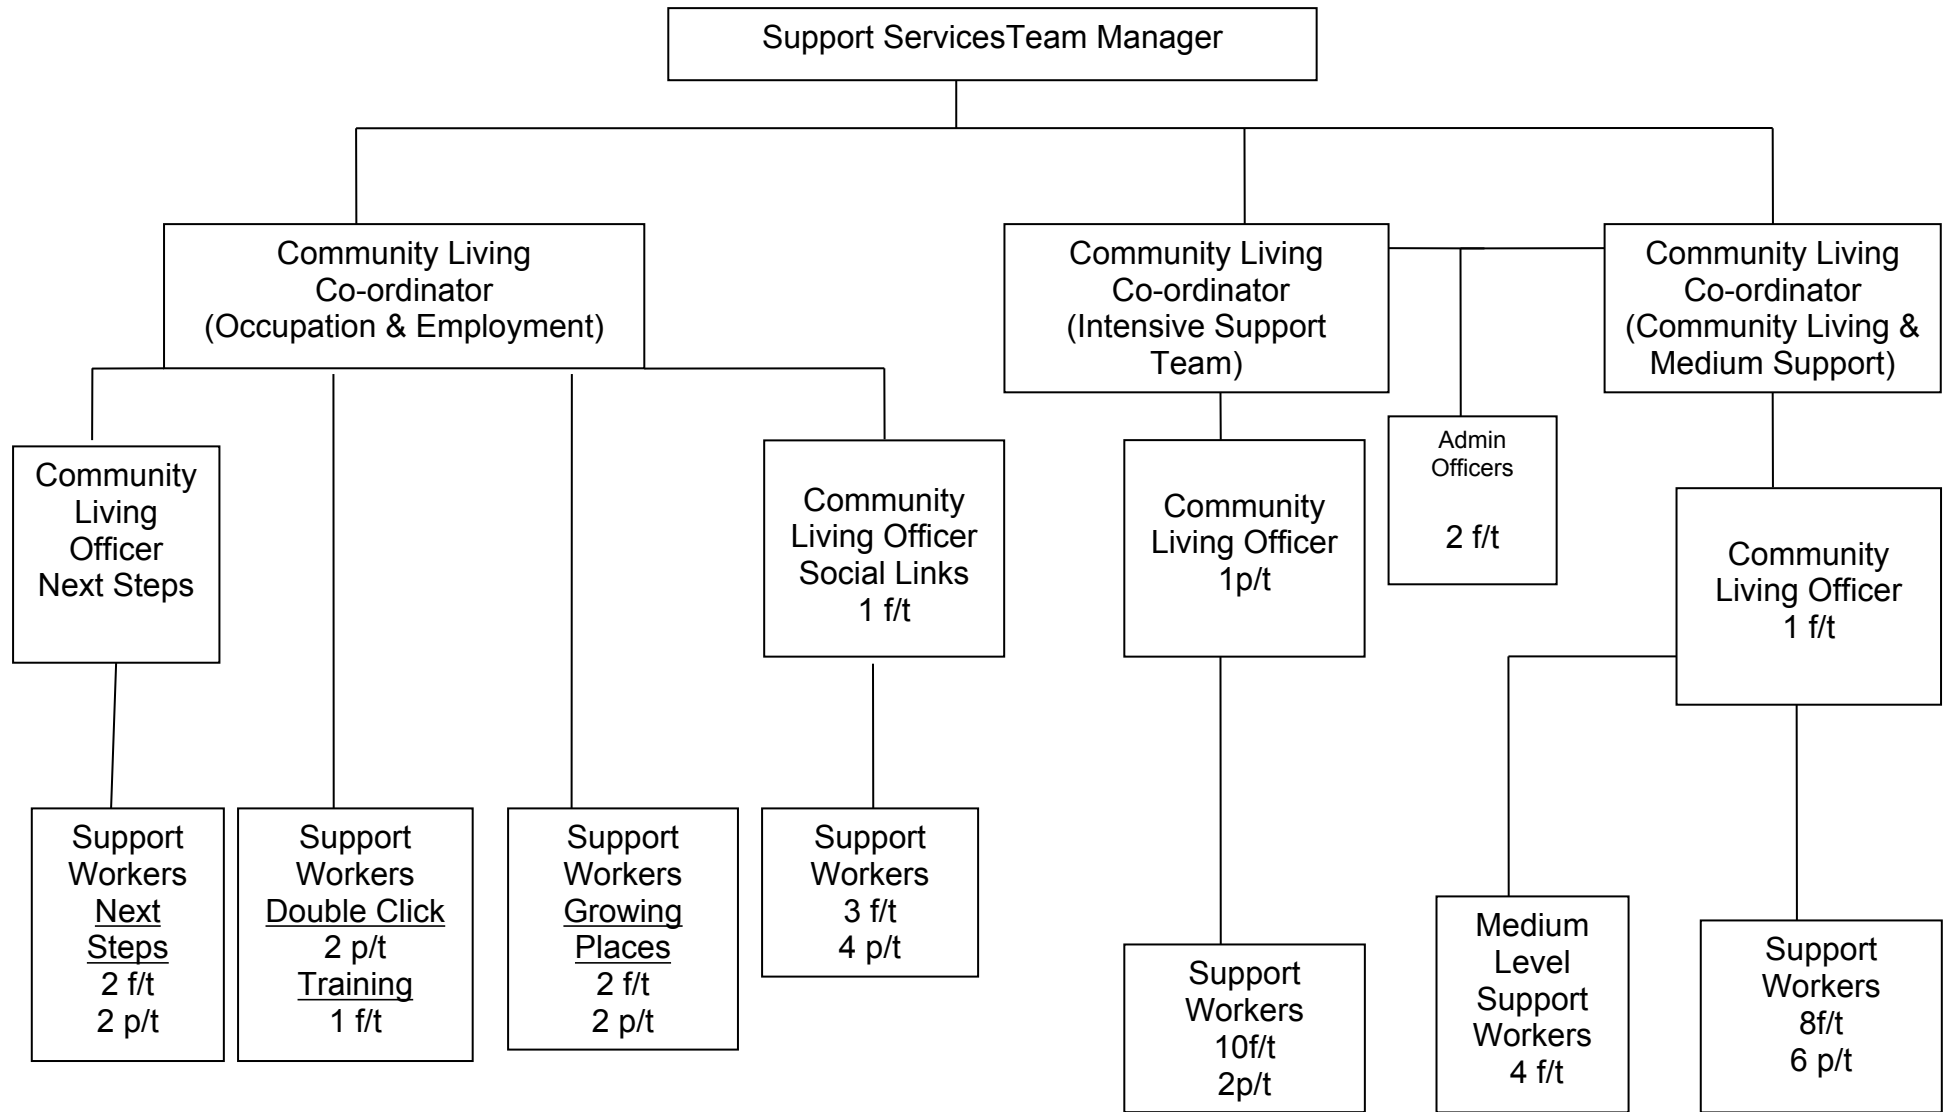 Support ServicesTeam Manager
Community Living
Co-ordinator
(Occupation & Employment)
Community Living
Co-ordinator
(Intensive Support
Team)
Community Living
Co-ordinator
(Community Living &
Medium Support)
Community
Living
Officer
Next Steps
Community
Living Officer
Social Links
1 f/t
Community
Living Officer
1p/t
Admin
Officers
2 f/t
Community
Living Officer
1 f/t
Support
Workers
Next
Steps
2 f/t
2 p/t
Support
Workers
Double Click
2 p/t
Training
1 f/t
Support
Workers
Growing
Places
2 f/t
2 p/t
Support
Workers
3 f/t
4 p/t
Support
Workers
10f/t
2p/t
Medium
Level
Support
Workers
4 f/t
Support
Workers
8f/t
6 p/t